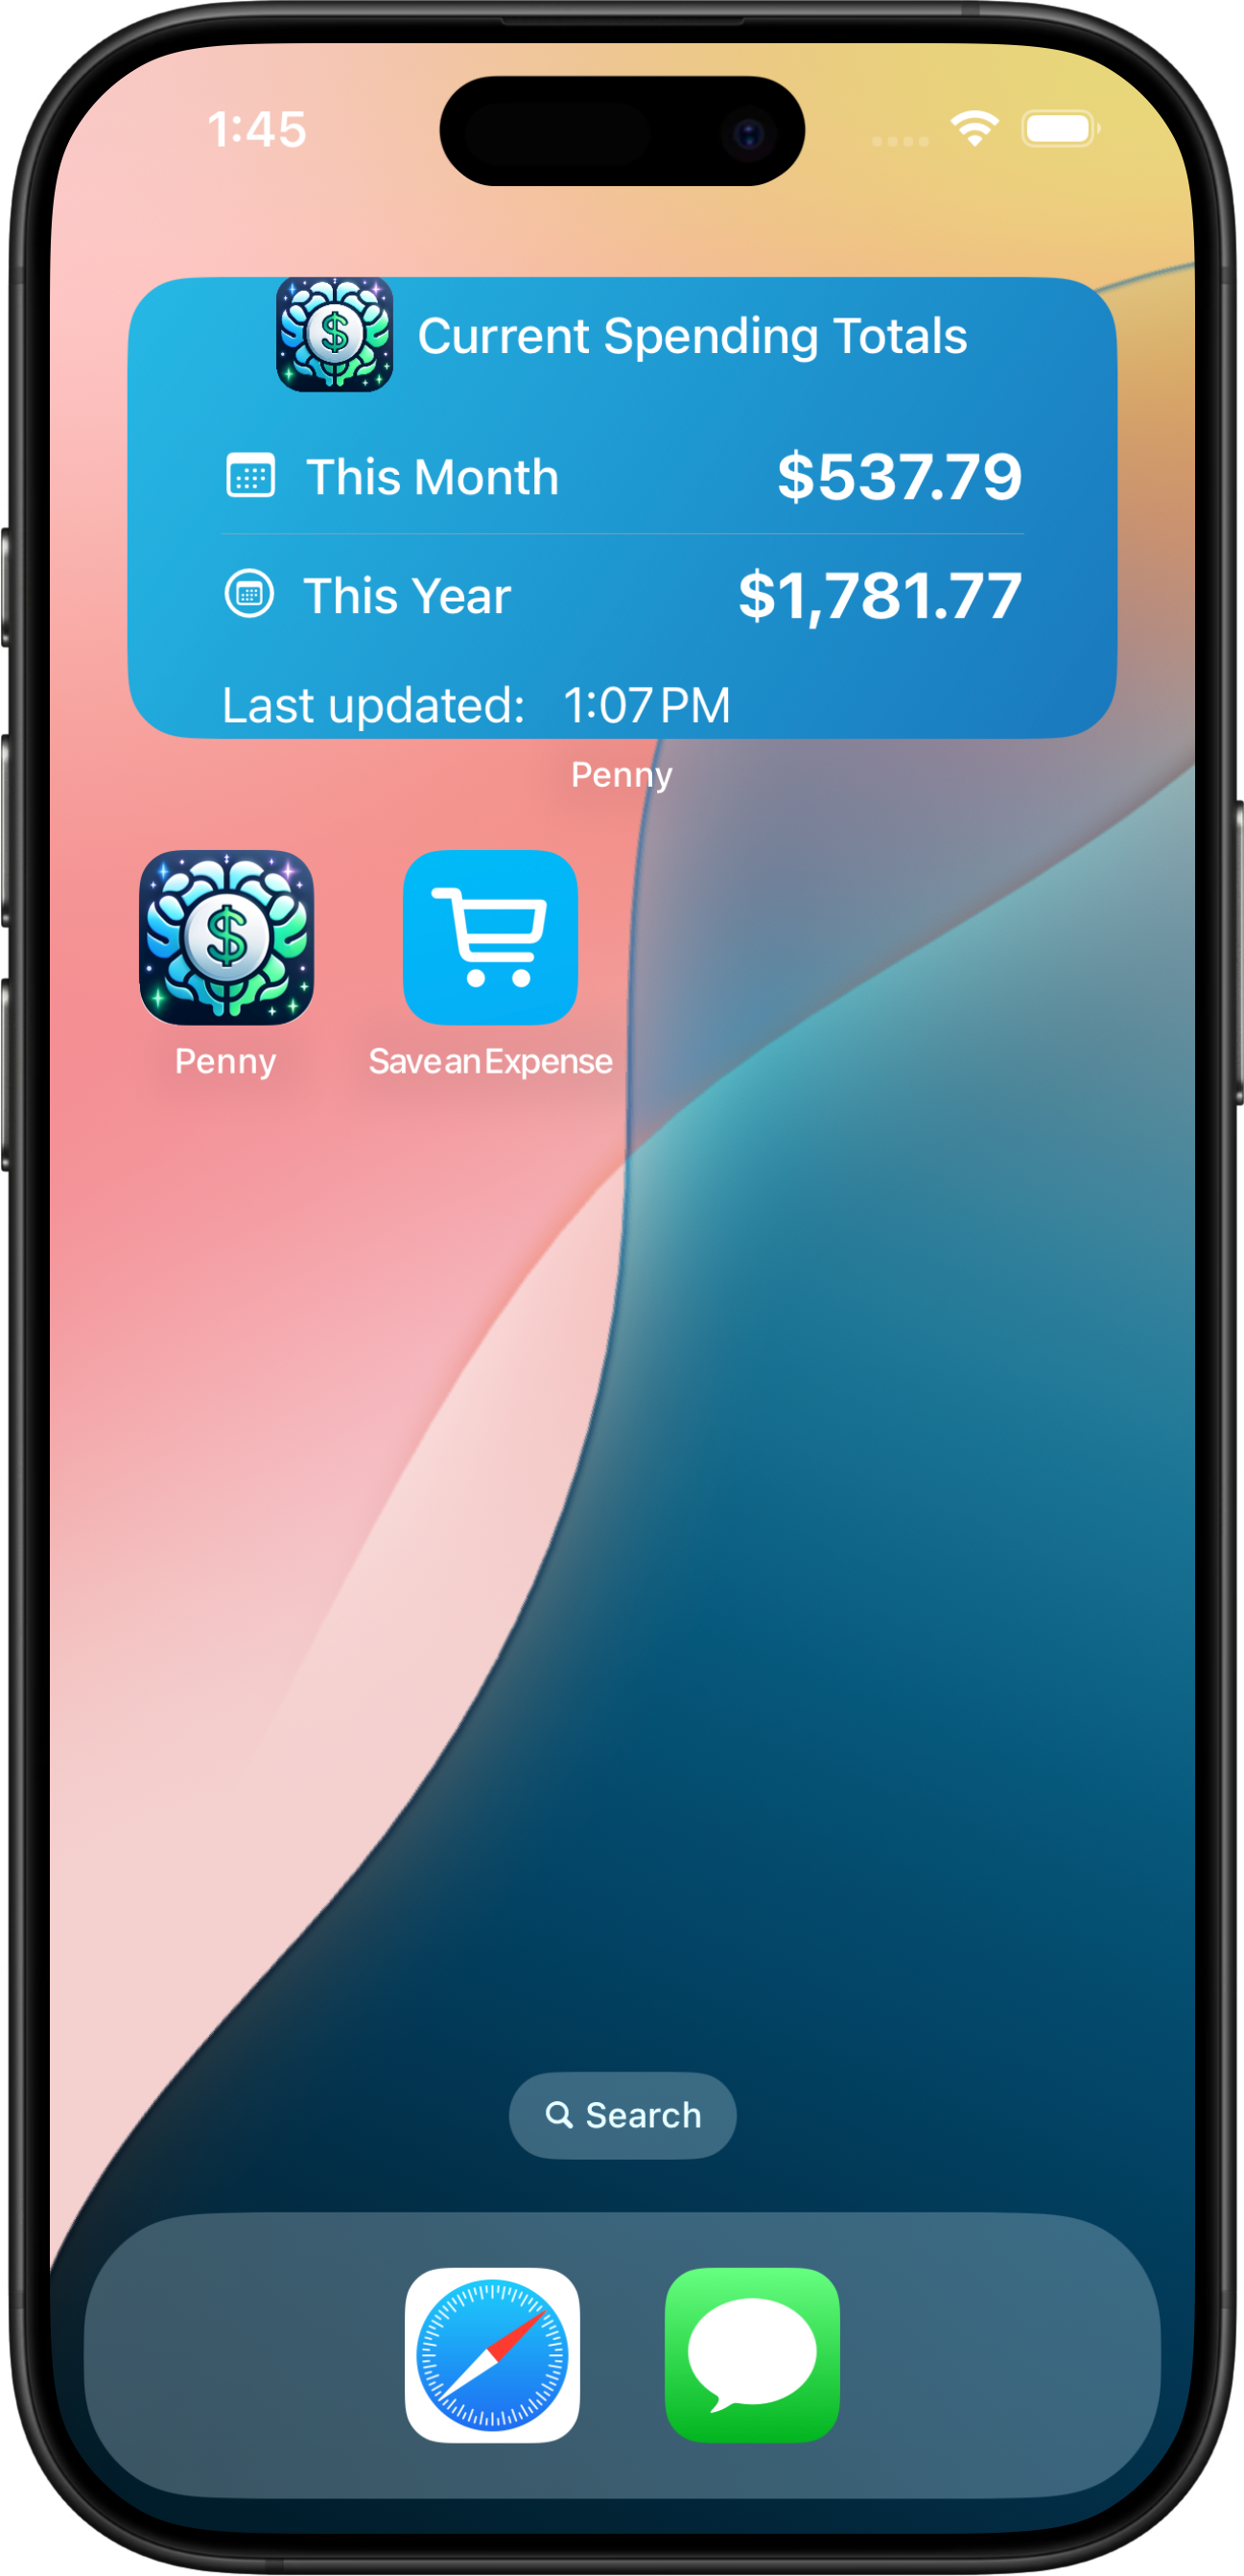 1:45
$ Current Spending Totals
This Month $537.79
This Year $1,781.77
Last updated: 1:07 PM
Penny
$
Penny Save an Expense
Search